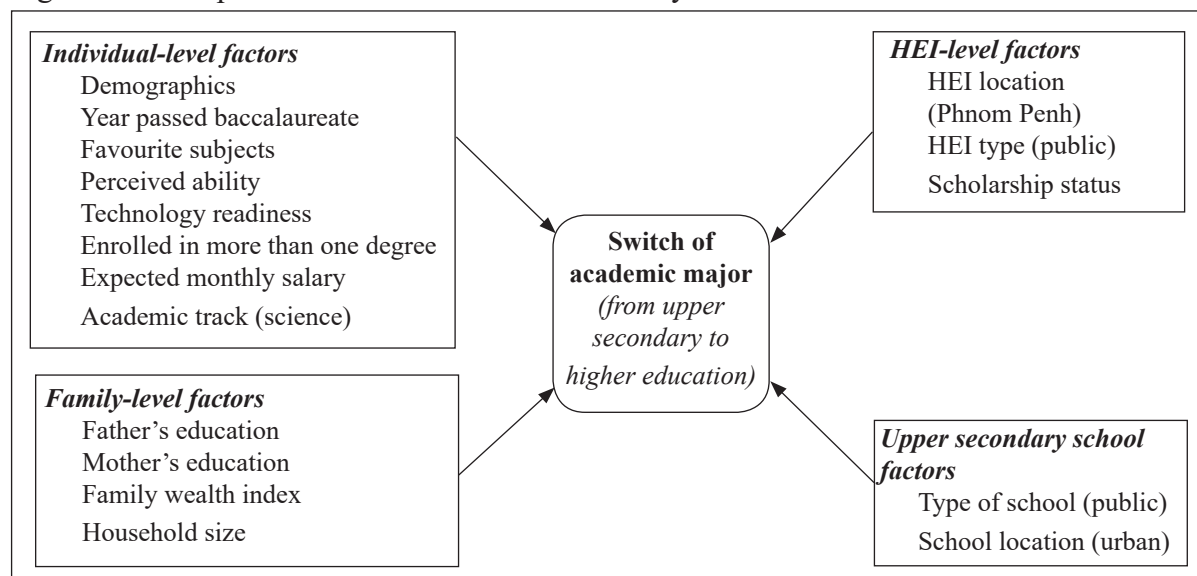 Individual-level factors
Demographics
Year passed baccalaureate
Favourite subjects
Perceived ability
Technology readiness
Enrolled in more than one degree
Expected monthly salary
Academic track (science)
Family-level factors
Father’s education
Mother’s education
Family wealth index
Household size
Switch of
academic major
(from upper
secondary to
higher education)
HEI-level factors
HEI location
(Phnom Penh)
HEI type (public)
Scholarship status
Upper secondary school
factors
Type of school (public)
School location (urban)